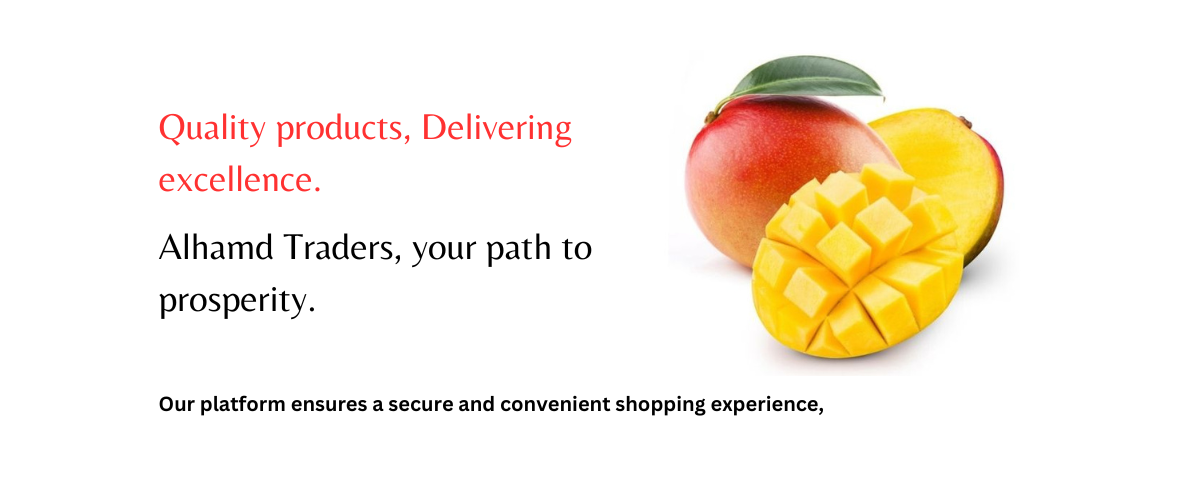 Quality products, Delivering
excellence.
Alhamd Traders, your path to
prosperity.
Our platform ensures a secure and convenient shopping experience,